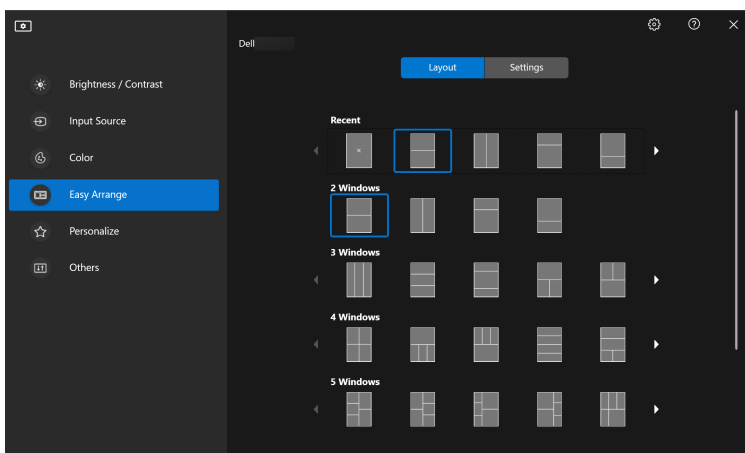 Dell
Layout
Settings
Brightness / Contrast
Input Source
Color
Easy Arrange
Personalize
Others
Recent
2 Windows
3 Windows
4 Windows
5 Windows